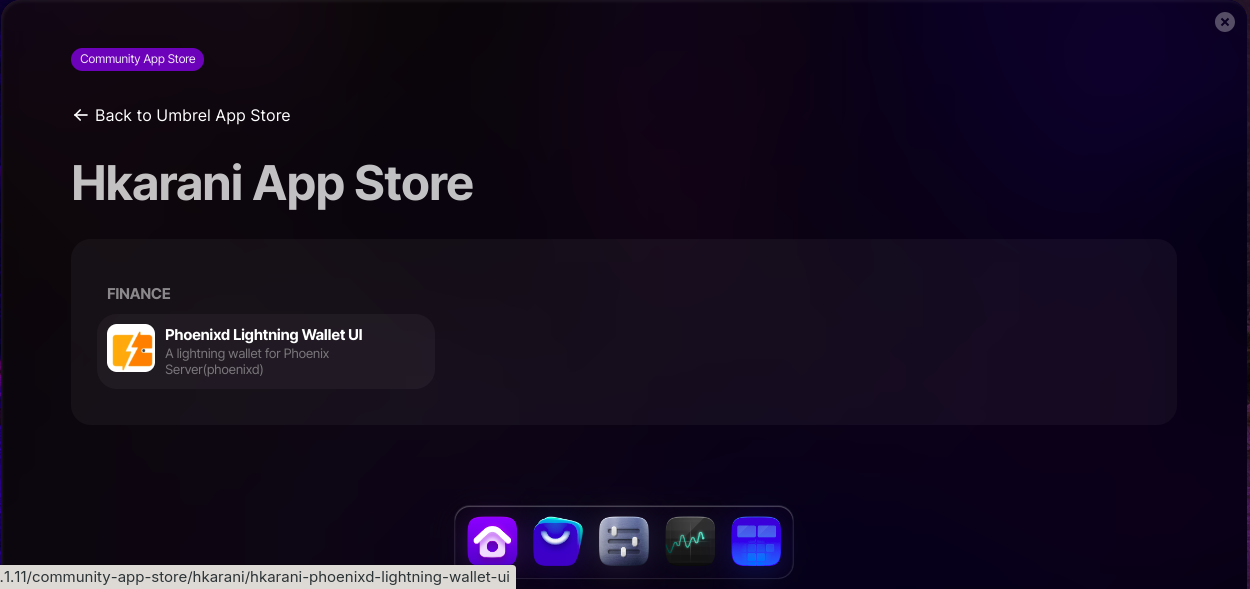 Community App Store
← Back to Umbrel App Store
Hkarani App Store
FINANCE
Phoenixd Lightning Wallet UI
A lightning wallet for Phoenix
Server(phoenixd)
.1.11/community-app-store/hkarani/hkarani-phoenixd-lightning-wallet-ui